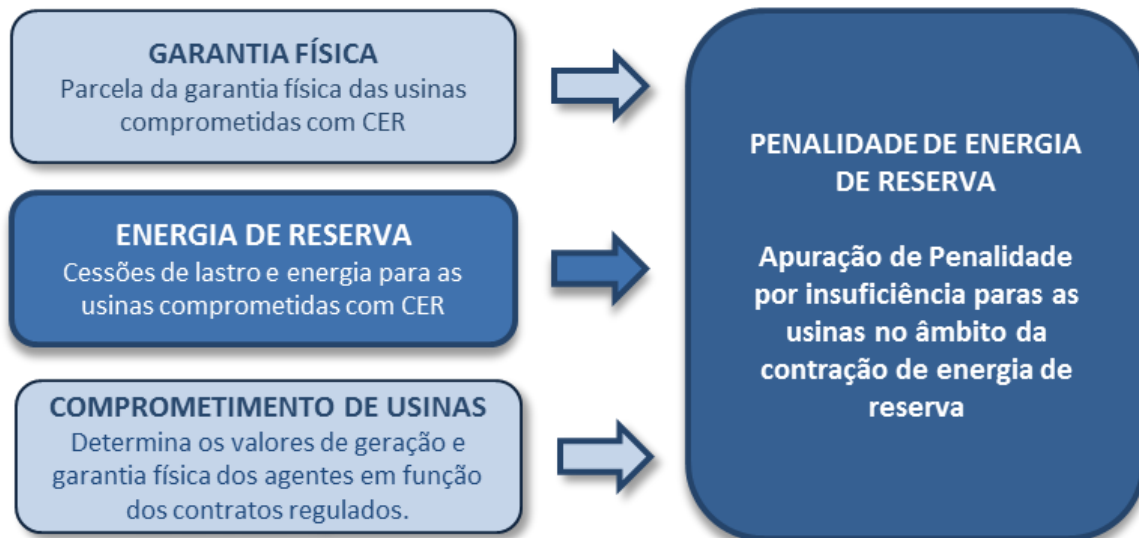 GARANTIA FÍSICA
Parcela da garantia física das usinas
comprometidas com CER
ENERGIA DE RESERVA
Cessões de lastro e energia para as
usinas comprometidas com CER
COMPROMETIMENTO DE USINAS
Determina os valores de geração e
garantia física dos agentes em função
dos contratos regulados.
PENALIDADE DE ENERGIA
DE RESERVA
Apuração de Penalidade
por insuficiência paras as
usinas no âmbito da
contração de energia de
reserva